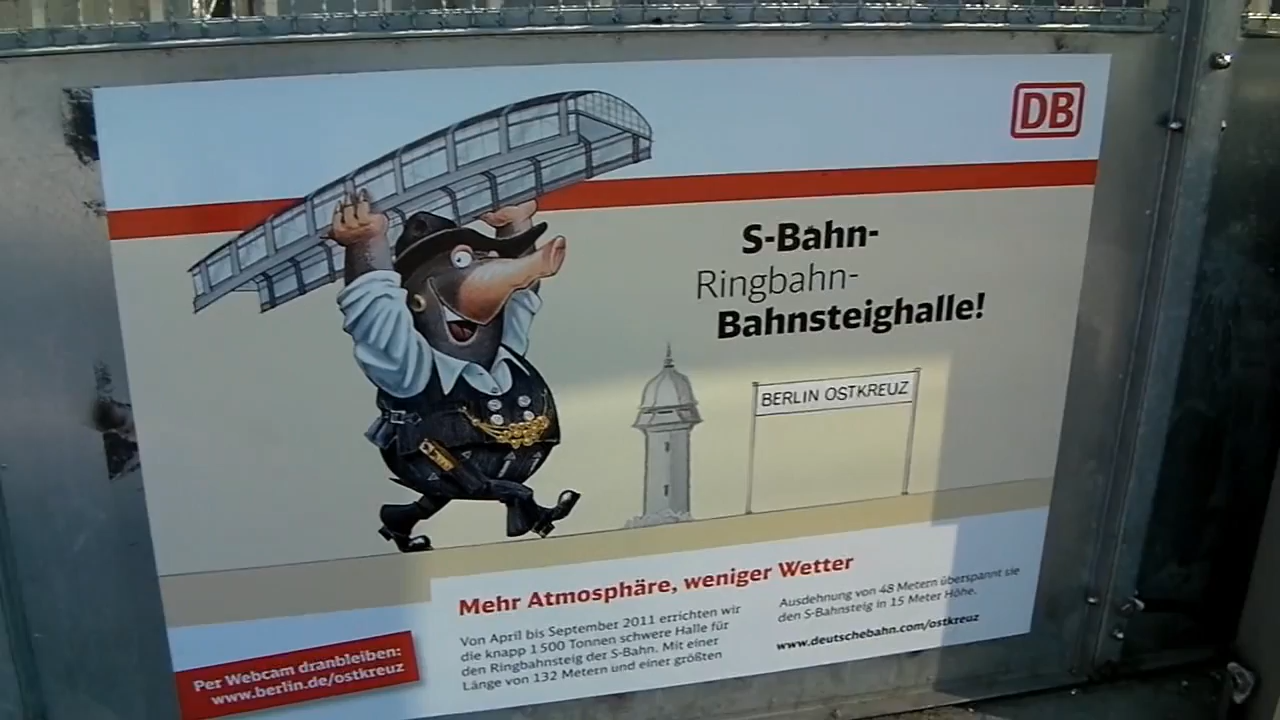 DB
S-Bahn-
Ringbahn-
Bahnsteighalle!
BERLIN OSTKREUZ
Mehr Atmosphäre, weniger Wetter
Von April bis September 2011 errichten wir
die knapp 1500 Tonnen schwere Halle für
den Ringbahnsteig der S-Bahn. Mit einer
Länge von 132 Metern und einer größten
Ausdehnung von 48 Metern überspannt sie
den S-Bahnsteig in 15 Meter Höhe.
www.deutschebahn.com/ostkreuz
Per Webcam dranbleiben:
www.berlin.de/ostkreuz